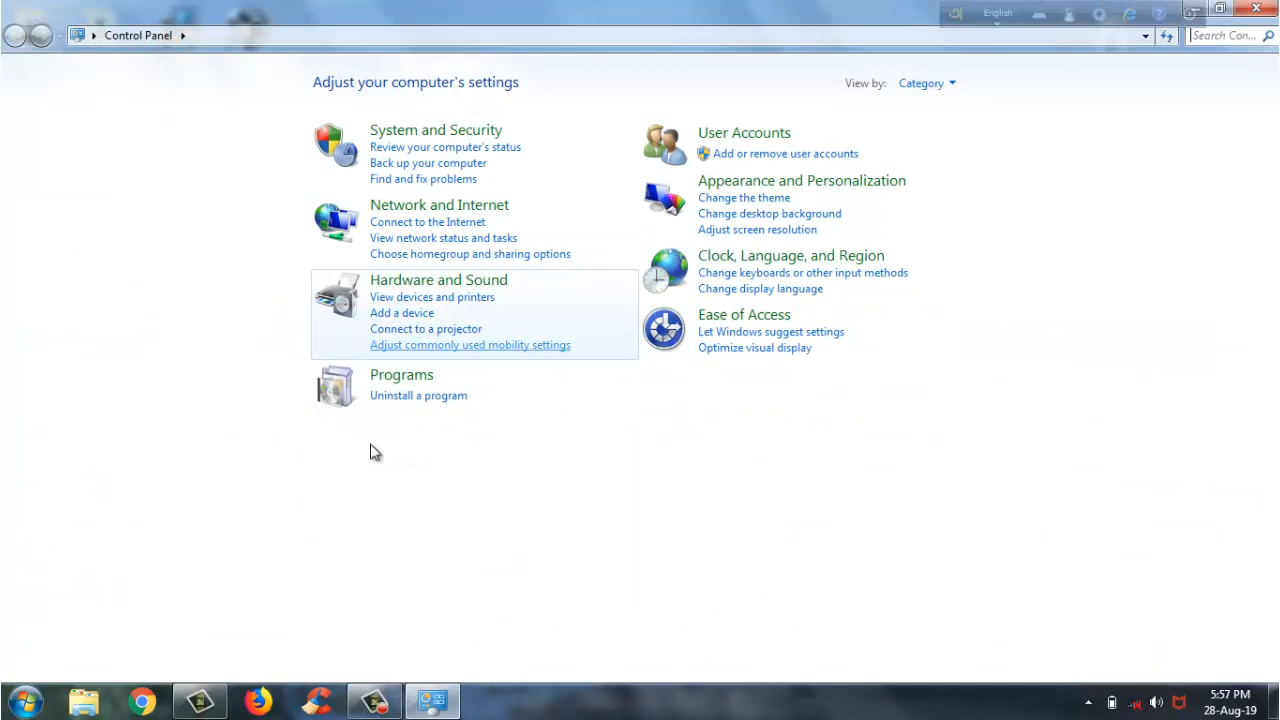 English
Control Panel
Search Con...
Adjust your computer's settings
View by: Category
System and Security
Review your computer's status
Back up your computer
Find and fix problems
Network and Internet
Connect to the Internet
View network status and tasks
Choose homegroup and sharing options
Hardware and Sound
View devices and printers
Add a device
Connect to a projector
Adjust commonly used mobility settings
Programs
Uninstall a program
User Accounts
Add or remove user accounts
Appearance and Personalization
Change the theme
Change desktop background
Adjust screen resolution
Clock, Language, and Region
Change keyboards or other input methods
Change display language
Ease of Access
Let Windows suggest settings
Optimize visual display
5:57 PM
28-Aug-19